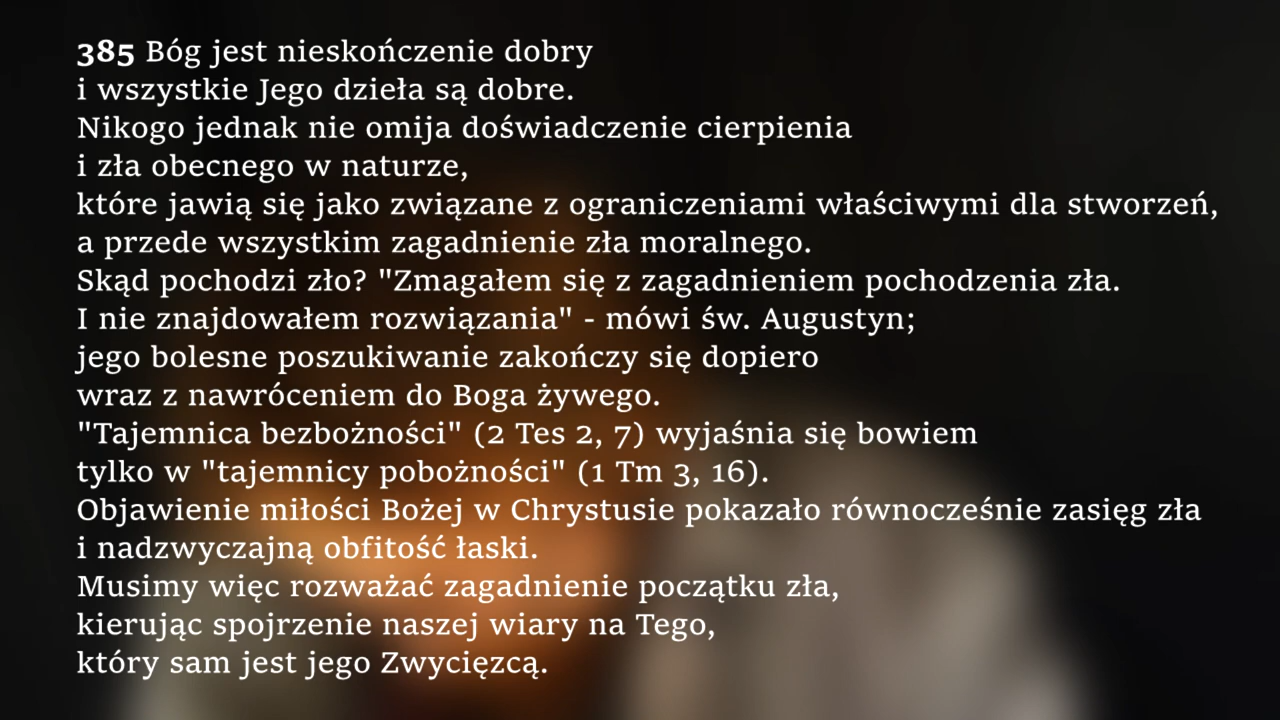 385 Bóg jest nieskończenie dobry
i wszystkie Jego dzieła są dobre.
Nikogo jednak nie omija doświadczenie cierpienia
i zła obecnego w naturze,
które jawią się jako związane z ograniczeniami właściwymi dla stworzeń,
a przede wszystkim zagadnienie zła moralnego.
Skąd pochodzi zło? "Zmagałem się z zagadnieniem pochodzenia zła.
I nie znajdowałem rozwiązania" - mówi św. Augustyn;
jego bolesne poszukiwanie zakończy się dopiero
wraz z nawróceniem do Boga żywego.
"Tajemnica bezbożności" (2 Tes 2, 7) wyjaśnia się bowiem
tylko w "tajemnicy pobożności" (1 Tm 3, 16).
Objawienie miłości Bożej w Chrystusie pokazało równocześnie zasięg zła
i nadzwyczajną obfitość łaski.
Musimy więc rozważać zagadnienie początku zła,
kierując spojrzenie naszej wiary na Tego,
który sam jest jego Zwycięzcą.